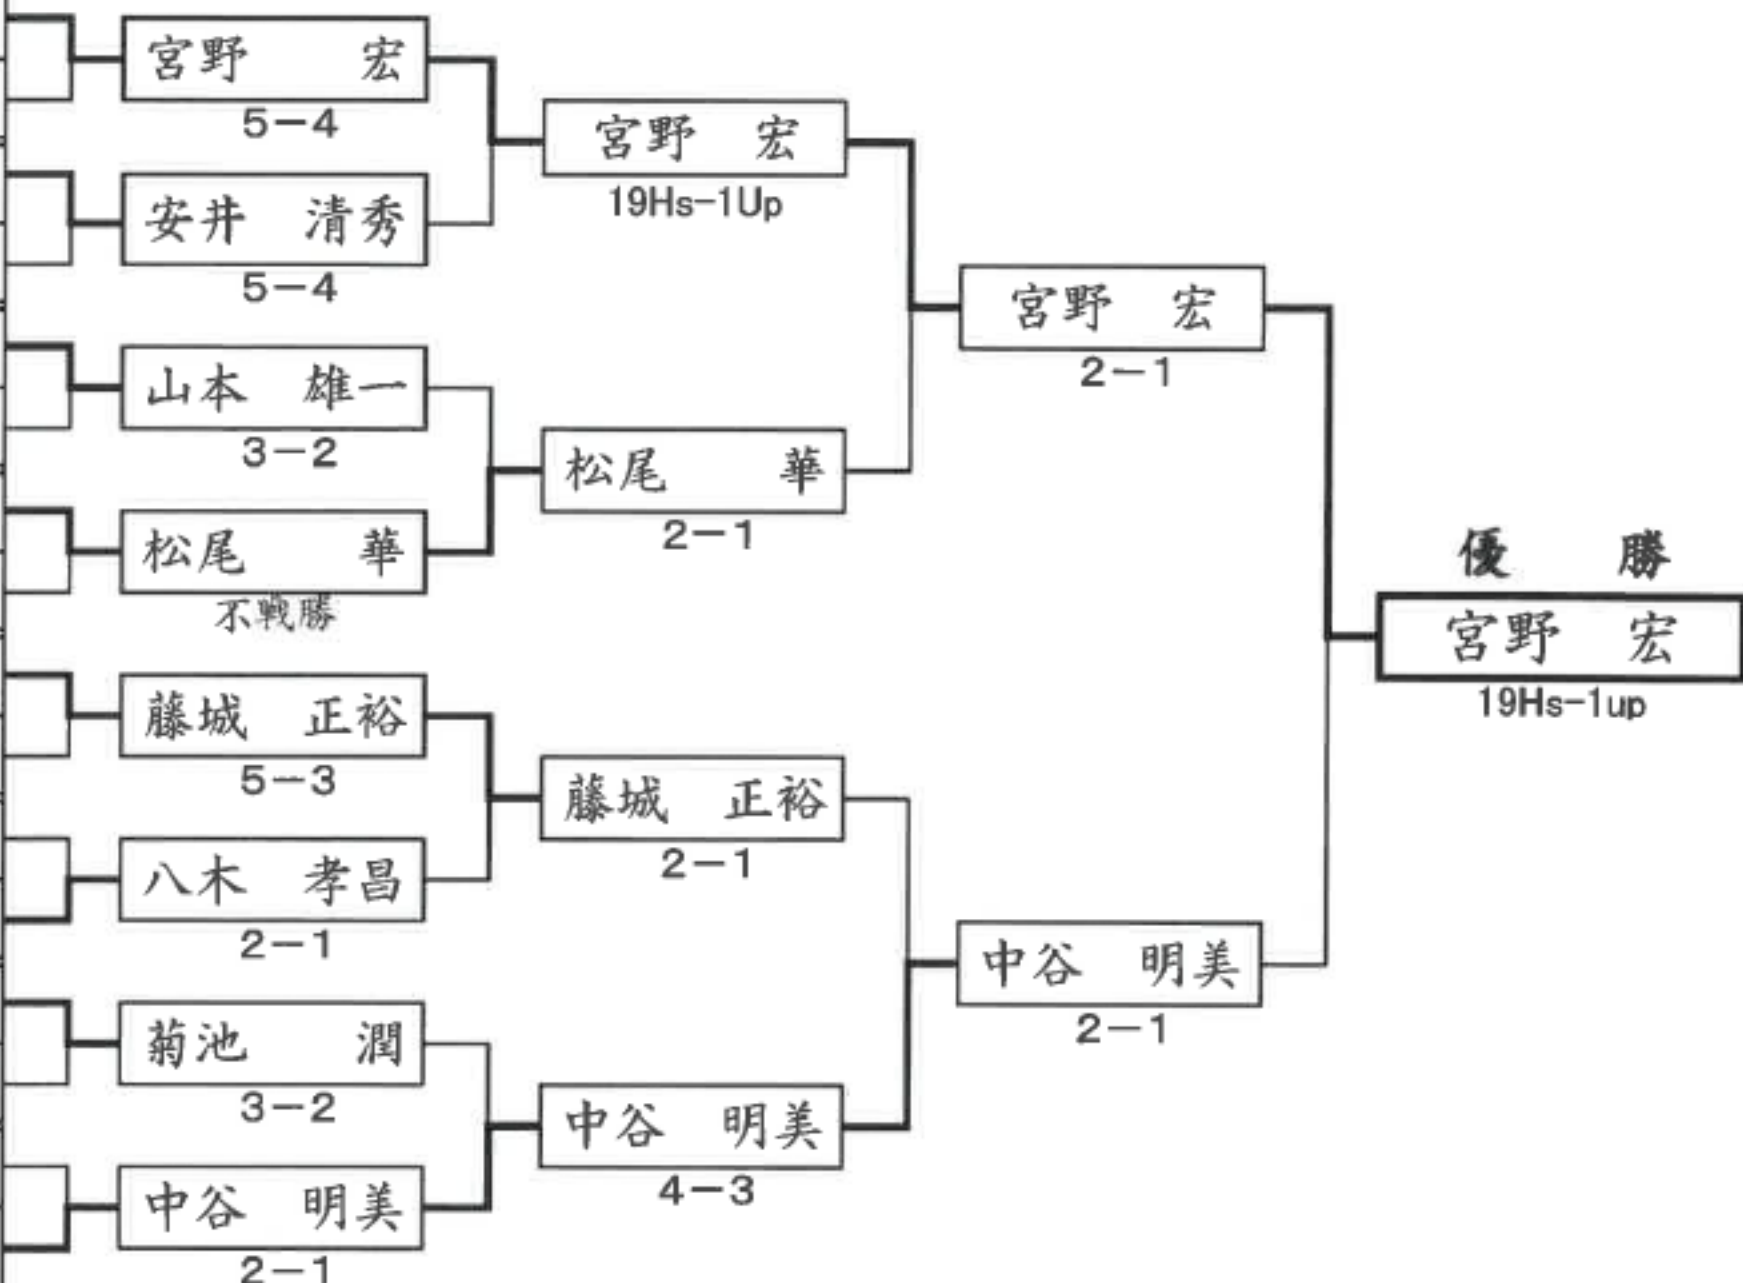 宮野 宏
5-4
安井 清秀
5-4
山本 雄一
3-2
松尾 華
不戦勝
藤城 正裕
5-3
八木 孝昌
2-1
菊池 潤
3-2
中谷 明美
2-1
宮野 宏
19Hs-1Up
松尾 華
2-1
藤城 正裕
2-1
中谷 明美
4-3
宮野 宏
2-1
中谷 明美
2-1
優 勝
宮野 宏
19Hs-1up